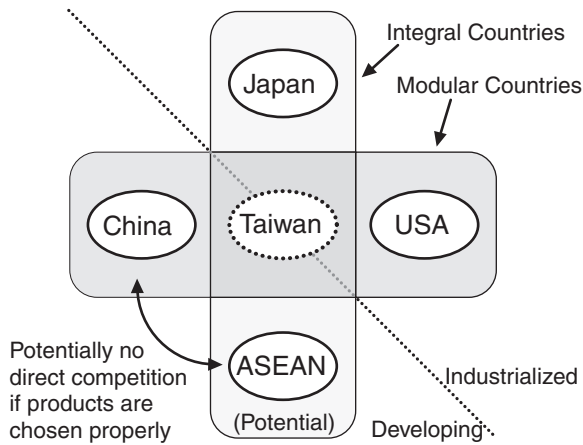 Integral Countries
Japan
Modular Countries
China
Taiwan
USA
Potentially no
direct competition
if products are
chosen properly
ASEAN
(Potential)
Industrialized
Developing